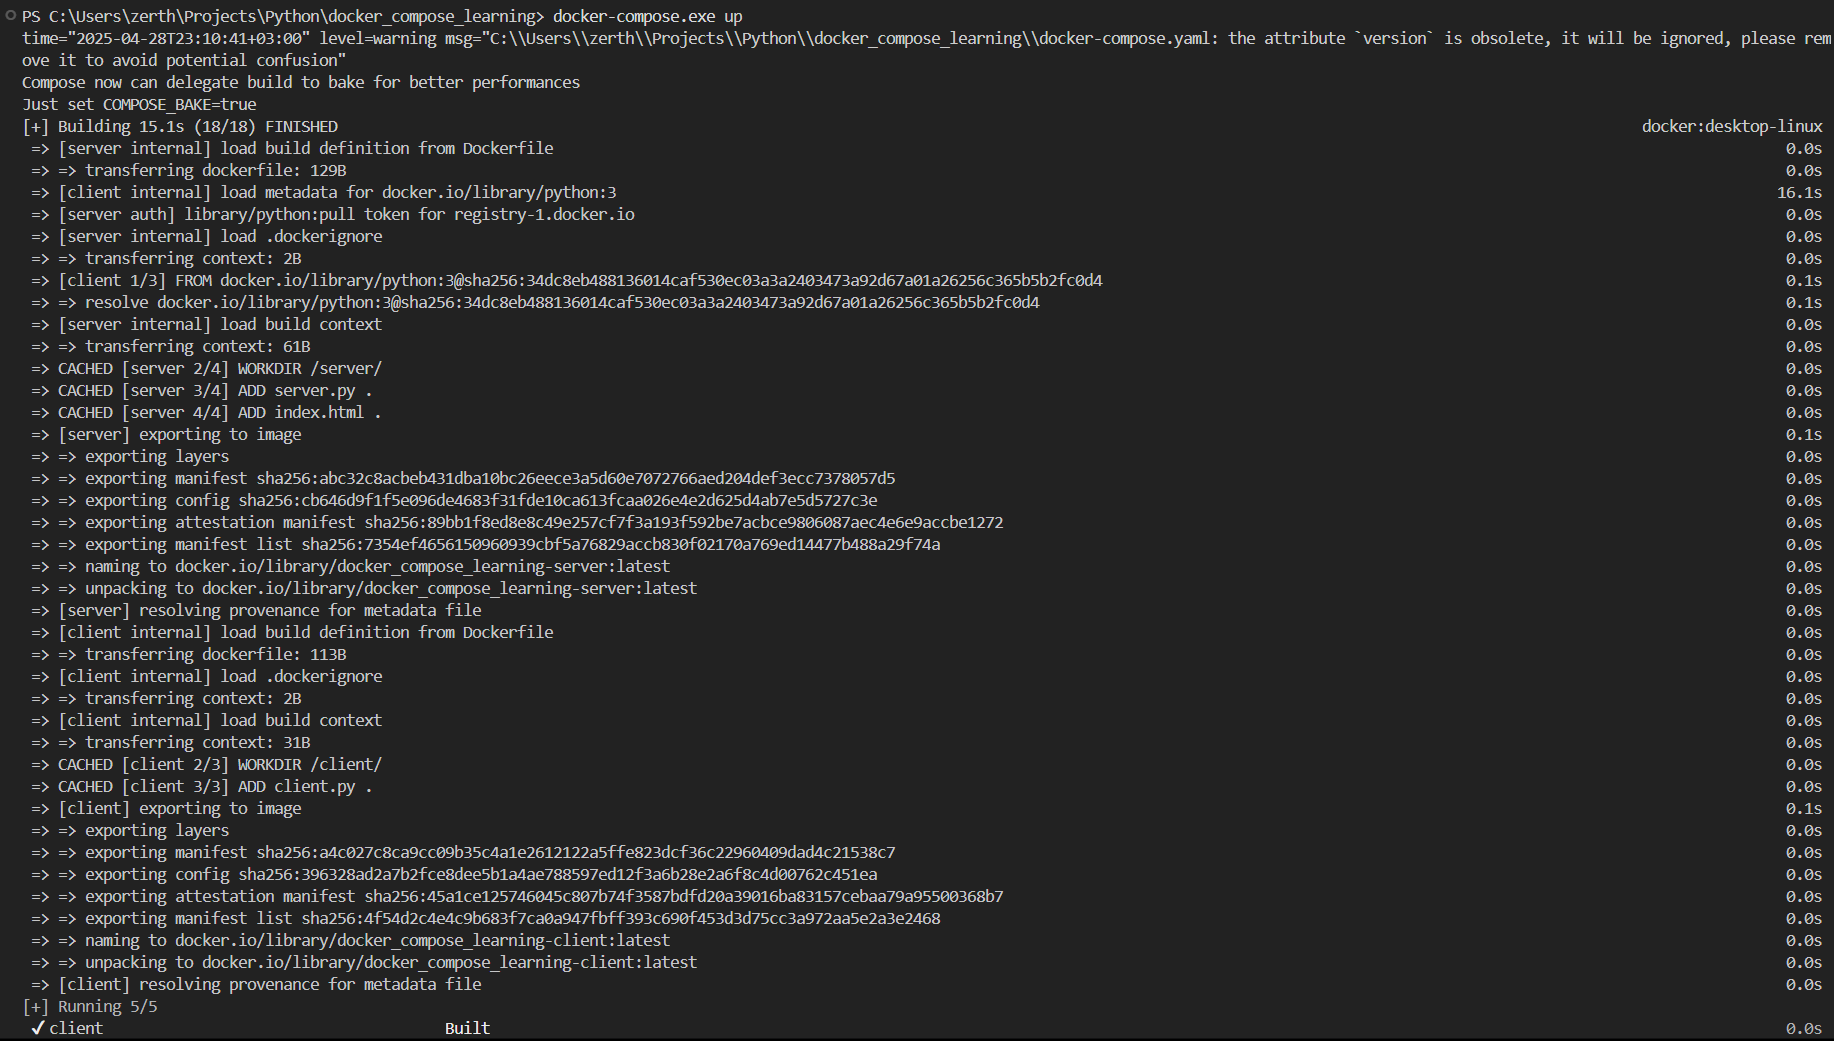 PS C:\Users\zerth\Projects\Python\docker_compose_learning> docker-compose.exe up
time="2025-04-28T23:10:41+03:00" level=warning msg="C:\\Users\\zerth\\Projects\\Python\\docker_compose_learning\\docker-compose.yaml: the attribute `version` is obsolete, it will be ignored, please rem
ove it to avoid potential confusion"
Compose now can delegate build to bake for better performances
Just set COMPOSE_BAKE=true
[+] Building 15.1s (18/18) FINISHED docker:desktop-linux
=> [server internal] load build definition from Dockerfile 0.0s
=> => transferring dockerfile: 129B 0.0s
=> [client internal] load metadata for docker.io/library/python:3 16.1s
=> [server auth] library/python:pull token for registry-1.docker.io 0.0s
=> [server internal] load .dockerignore 0.0s
=> => transferring context: 2B 0.0s
=> [client 1/3] FROM docker.io/library/python:3@sha256:34dc8eb488136014caf530ec03a3a2403473a92d67a01a26256c365b5b2fc0d4 0.1s
=> => resolve docker.io/library/python:3@sha256:34dc8eb488136014caf530ec03a3a2403473a92d67a01a26256c365b5b2fc0d4 0.1s
=> [server internal] load build context 0.0s
=> => transferring context: 61B 0.0s
=> CACHED [server 2/4] WORKDIR /server/ 0.0s
=> CACHED [server 3/4] ADD server.py . 0.0s
=> CACHED [server 4/4] ADD index.html . 0.0s
=> [server] exporting to image 0.1s
=> => exporting layers 0.0s
=> => exporting manifest sha256:abc32c8acbeb431dba10bc26eece3a5d60e7072766aed204def3ecc7378057d5 0.0s
=> => exporting config sha256:cb646d9f1f5e096de4683f31fde10ca613fcaa026e4e2d625d4ab7e5d5727c3e 0.0s
=> => exporting attestation manifest sha256:89bb1f8ed8e8c49e257cf7f3a193f592be7acbce9806087aec4e6e9accbe1272 0.0s
=> => exporting manifest list sha256:7354ef4656150960939cbf5a76829accb830f02170a769ed14477b488a29f74a 0.0s
=> => naming to docker.io/library/docker_compose_learning-server:latest 0.0s
=> => unpacking to docker.io/library/docker_compose_learning-server:latest 0.0s
=> [server] resolving provenance for metadata file 0.0s
=> [client internal] load build definition from Dockerfile 0.0s
=> => transferring dockerfile: 113B 0.0s
=> [client internal] load .dockerignore 0.0s
=> => transferring context: 2B 0.0s
=> [client internal] load build context 0.0s
=> => transferring context: 31B 0.0s
=> CACHED [client 2/3] WORKDIR /client/ 0.0s
=> CACHED [client 3/3] ADD client.py . 0.0s
=> [client] exporting to image 0.1s
=> => exporting layers 0.0s
=> => exporting manifest sha256:a4c027c8ca9cc09b35c4a1e2612122a5ffe823dcf36c22960409dad4c21538c7 0.0s
=> => exporting config sha256:396328ad2a7b2fce8dee5b1a4ae788597ed12f3a6b28e2a6f8c4d00762c451ea 0.0s
=> => exporting attestation manifest sha256:45a1ce125746045c807b74f3587bdfd20a39016ba83157cebaa79a95500368b7 0.0s
=> => exporting manifest list sha256:4f54d2c4e4c9b683f7ca0a947fbff393c690f453d3d75cc3a972aa5e2a3e2468 0.0s
=> => naming to docker.io/library/docker_compose_learning-client:latest 0.0s
=> => unpacking to docker.io/library/docker_compose_learning-client:latest 0.0s
=> [client] resolving provenance for metadata file 0.0s
[+] Running 5/5
✔ client Built 0.0s